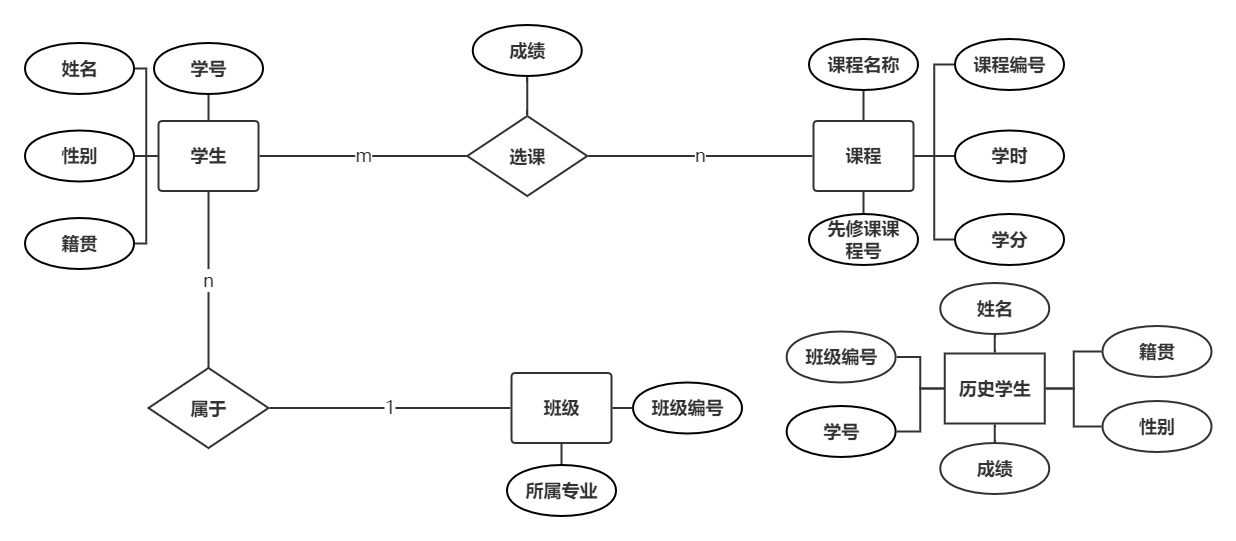 姓名
学号
成绩
课程名称
课程编号
性别
学生
m
选课
n
课程
学时
籍贯
先修课课
程号
学分
n
姓名
班级编号
籍贯
历史学生
属于
1
班级
班级编号
学号
性别
成绩
所属专业